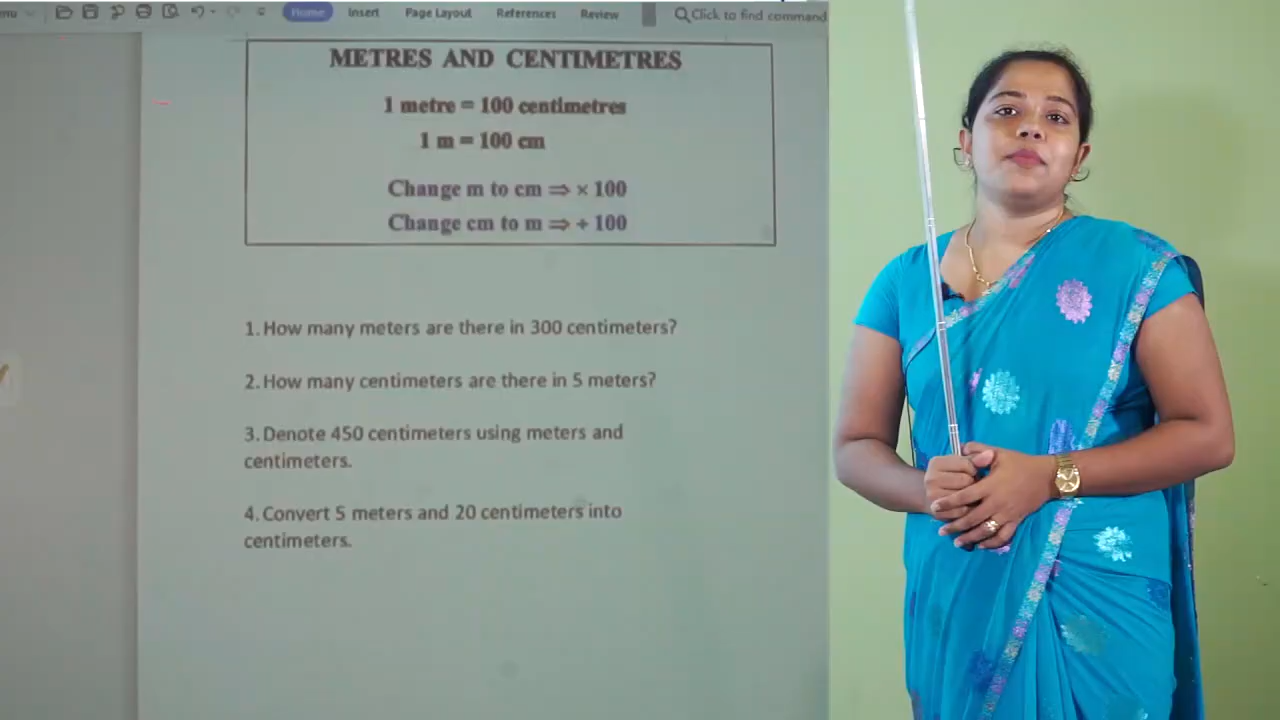 enu Home Insert Page Layout References Review Click to find command
METRES AND CENTIMETRES
1 metre = 100 centimetres
1 m = 100 cm
Change m to cm ⇒ × 100
Change cm to m ⇒ ÷ 100
1. How many meters are there in 300 centimeters?
2. How many centimeters are there in 5 meters?
3. Denote 450 centimeters using meters and
centimeters.
4. Convert 5 meters and 20 centimeters into
centimeters.